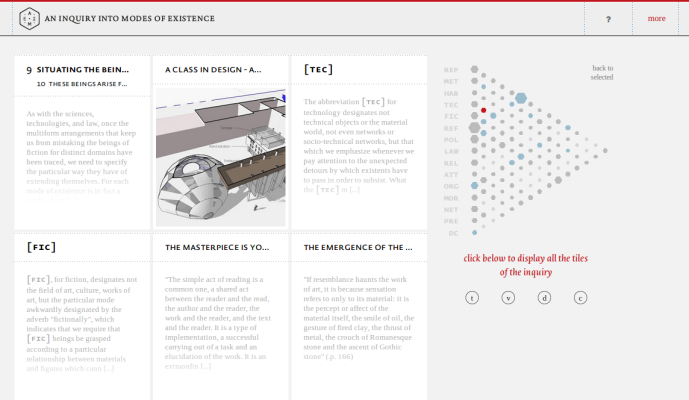 AN INQUIRY INTO MODES OF EXISTENCE
?
more
9 SITUATING THE BEIN...
10 THESE BEINGS ARISE F...
As with the sciences,
technologies, and law, once the
multiform arrangements that keep
us from mistaking the beings of
fiction for distinct domains have
been traced, we need to specify
the particular way they have of
extending themselves. For each
mode of existence is in fact a
A CLASS IN DESIGN - A...
[TEC]
The abbreviation [TEC] for
technology designates not
technical objects or the material
world, not even networks or
socio-technical networks, but that
which we emphasize whenever we
pay attention to the unexpected
detours by which existents have
to pass in order to subsist. What
the [TEC] m [..]
[FIC]
[FIC], for fiction, designates not
the field of art, culture, works of
art, but the particular mode
awkwardly designated by the
adverb "fictionally", which
indicates that we require that
[FIC] beings be grasped
according to a particular
relationship between materials
and figures which cann [...]
THE MASTERPIECE IS YO...
"The simple act of reading is a
common one, a shared act
between the reader and the read,
the author and the reader, the
work and the reader, and the text
and the reader. It is a type of
implementation, a successful
carrying out of a task and an
elucidation of the work. It is an
extensio [...]
THE EMERGENCE OF THE ...
"If resemblance haunts the work
of art, it is because sensation
refers to only to its material: it is
the percept or affect of the
material itself, the smile of oil, the
gesture of fired clay, the thrust of
metal, the crouch of Romanesque
stone and the ascent of Gothic
stone" (.p. 166)
REP
MET
HAB
TEC
FIC
REF
POL
LAW
REL
ATT
ORG
MOR
NET
PRE
DC
back to
selected
click below to display all the tiles
of the inquiry
t v d c